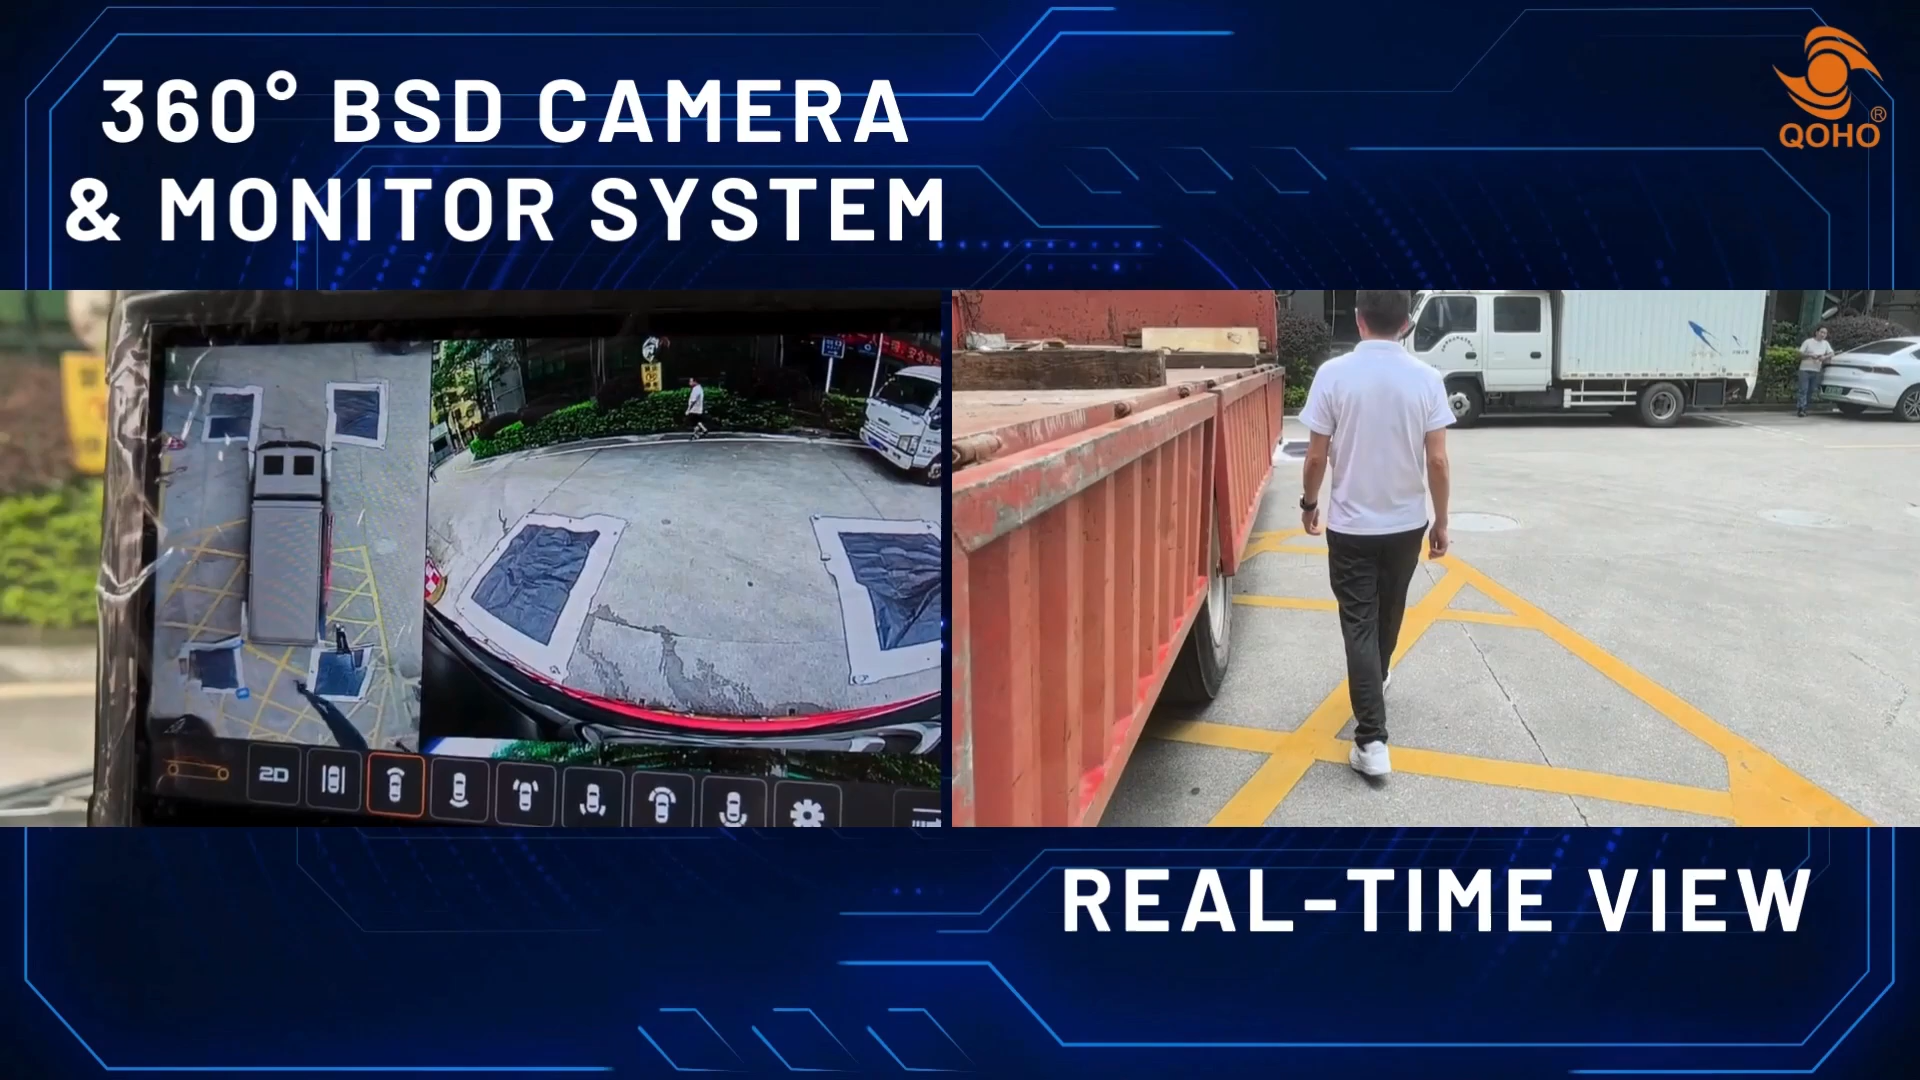 360° BSD CAMERA
& MONITOR SYSTEM
QOHO®
2D
REAL-TIME VIEW